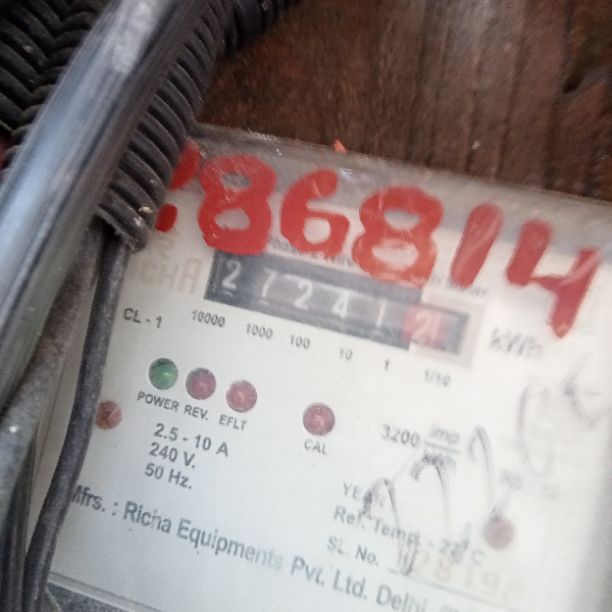 86814
RICHA
2 7 2 4 1 2
kWh
CL - 1
10000 1000 100 10 1 1/10
POWER REV. EFLT
CAL
3200 imp/kWh
2.5 - 10 A
240 V.
50 Hz.
Ref. Temp. - 27°C
SL. No.
Mfrs. : Richa Equipments Pvt. Ltd. Delhi